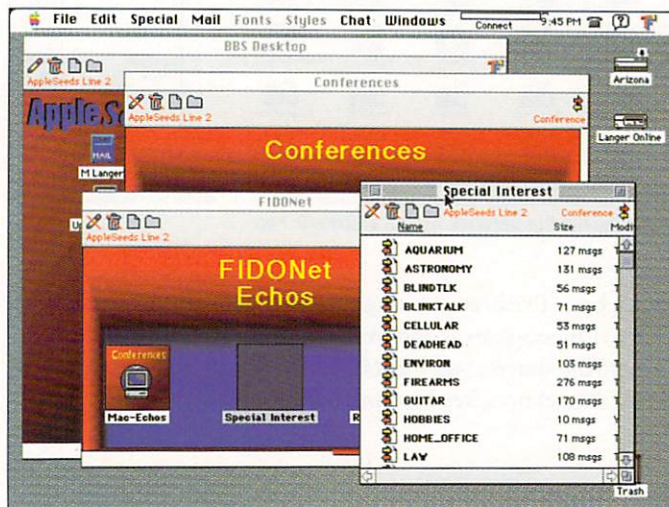 File Edit Special Mail Fonts Styles Chat Windows Connect 9:45 PM
BBS Desktop
AppleSeeds Line 2
Arizona
Langer Online
M Langer
MAIL
Conferences
AppleSeeds Line 2
Conference
Conferences
FIDONet
AppleSeeds Line 2
FIDONet
Echos
Conferences
Mac-Echos
Special Interest
R
Special Interest
AppleSeeds Line 2
Conference
Name Size Modi
AQUARIUM 127 msgs T
ASTRONOMY 131 msgs T
BLINDTLK 56 msgs T
BLINKTALK 71 msgs T
CELLULAR 53 msgs T
DEADHEAD 51 msgs T
ENVIRON 103 msgs T
FIREARMS 276 msgs T
GUITAR 170 msgs T
HOBBIES 10 msgs
HOME_OFFICE 71 msgs T
LAW 108 msgs T
Trash